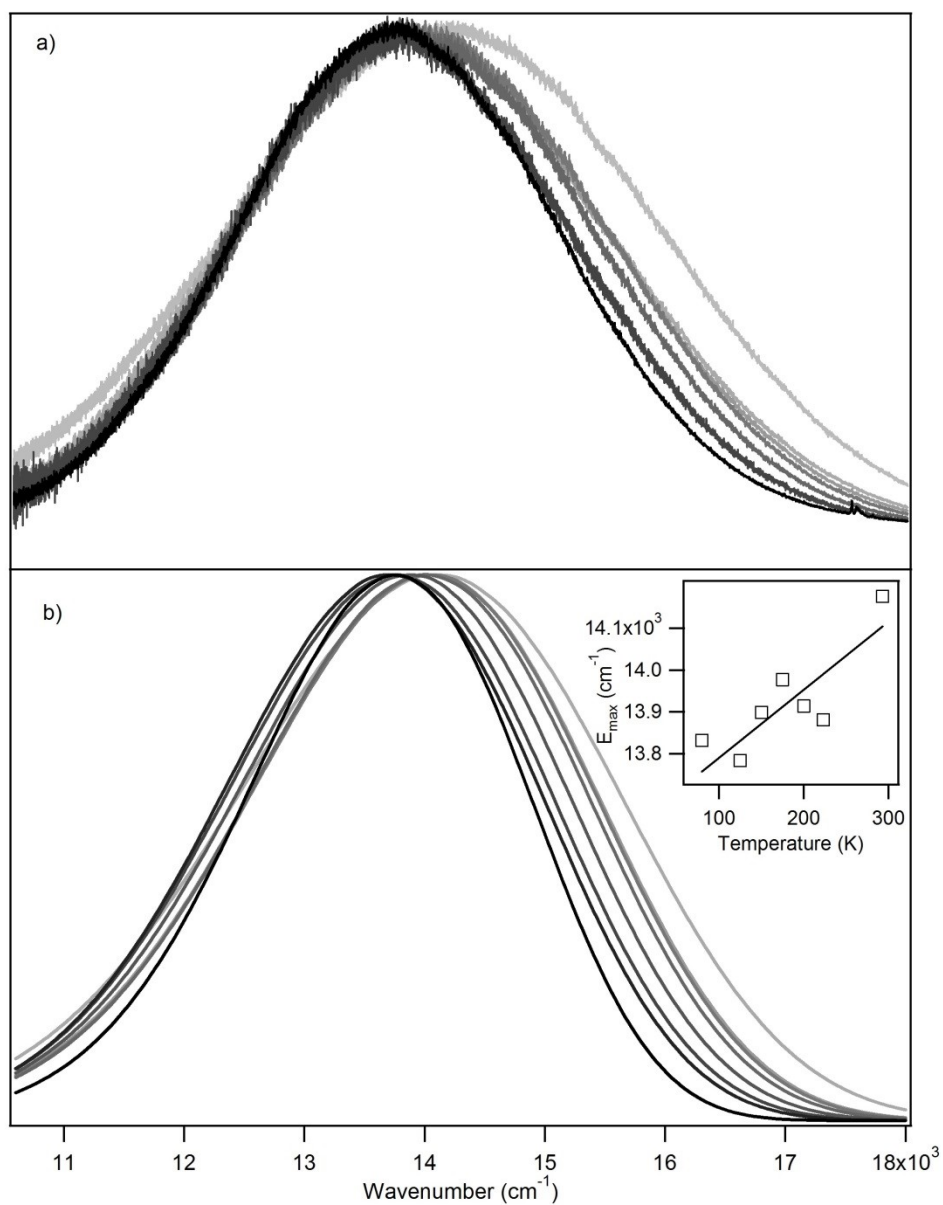 a)
b)
14.1x10³
14.0
13.9
13.8
E_max (cm⁻¹)
100 200 300
Temperature (K)
11 12 13 14 15 16 17 18x10³
Wavenumber (cm⁻¹)